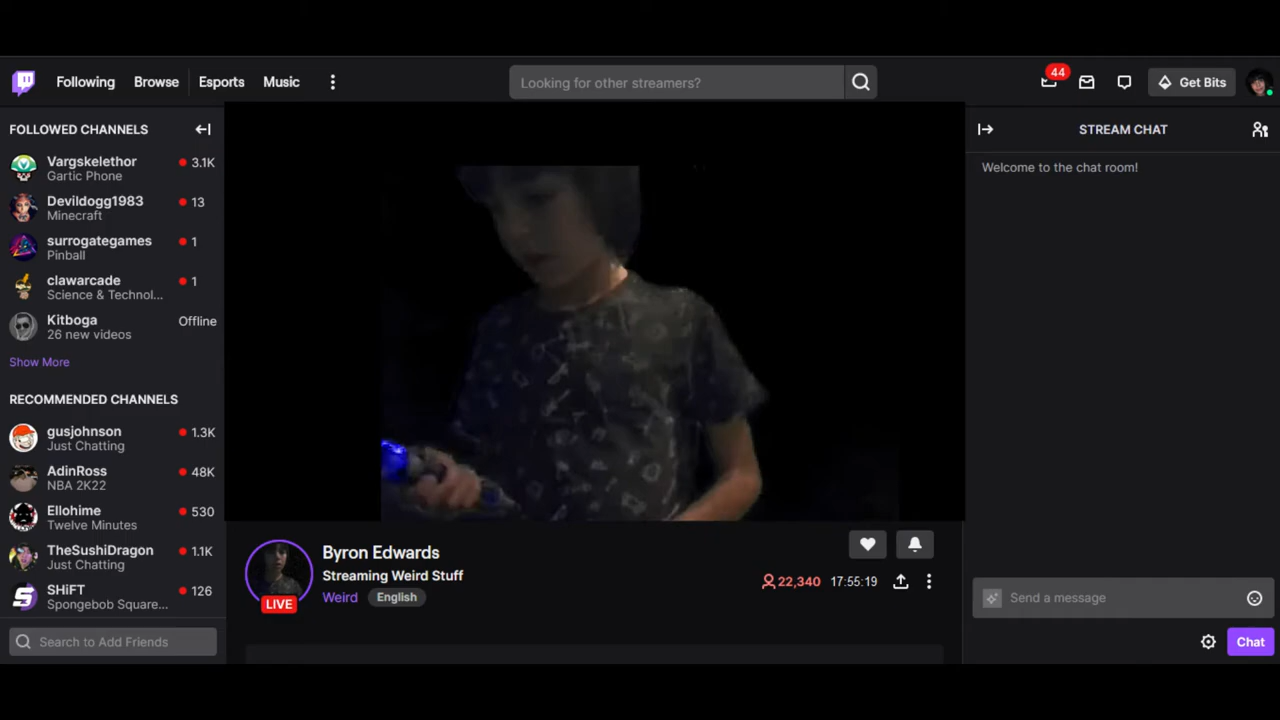 Following
Browse
Esports
Music
Looking for other streamers?
44
Get Bits
FOLLOWED CHANNELS
Vargskelethor
3.1K
Gartic Phone
Devildogg1983
13
Minecraft
surrogategames
1
Pinball
clawarcade
1
Science & Technol...
Kitboga
Offline
26 new videos
Show More
RECOMMENDED CHANNELS
gusjohnson
1.3K
Just Chatting
AdinRoss
48K
NBA 2K22
Ellohime
530
Twelve Minutes
TheSushiDragon
1.1K
Just Chatting
SHiFT
126
Spongebob Square...
Search to Add Friends
LIVE
Byron Edwards
Streaming Weird Stuff
Weird
English
22,340
17:55:19
STREAM CHAT
Welcome to the chat room!
Send a message
Chat